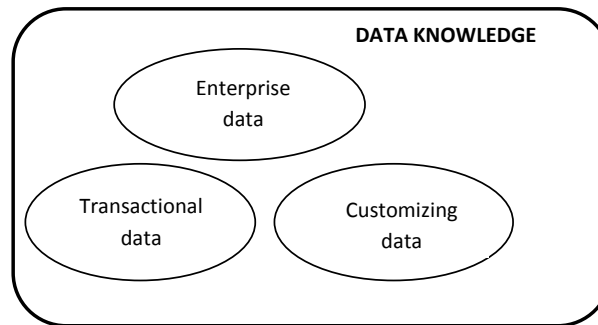 DATA KNOWLEDGE
Enterprise
data
Transactional
data
Customizing
data